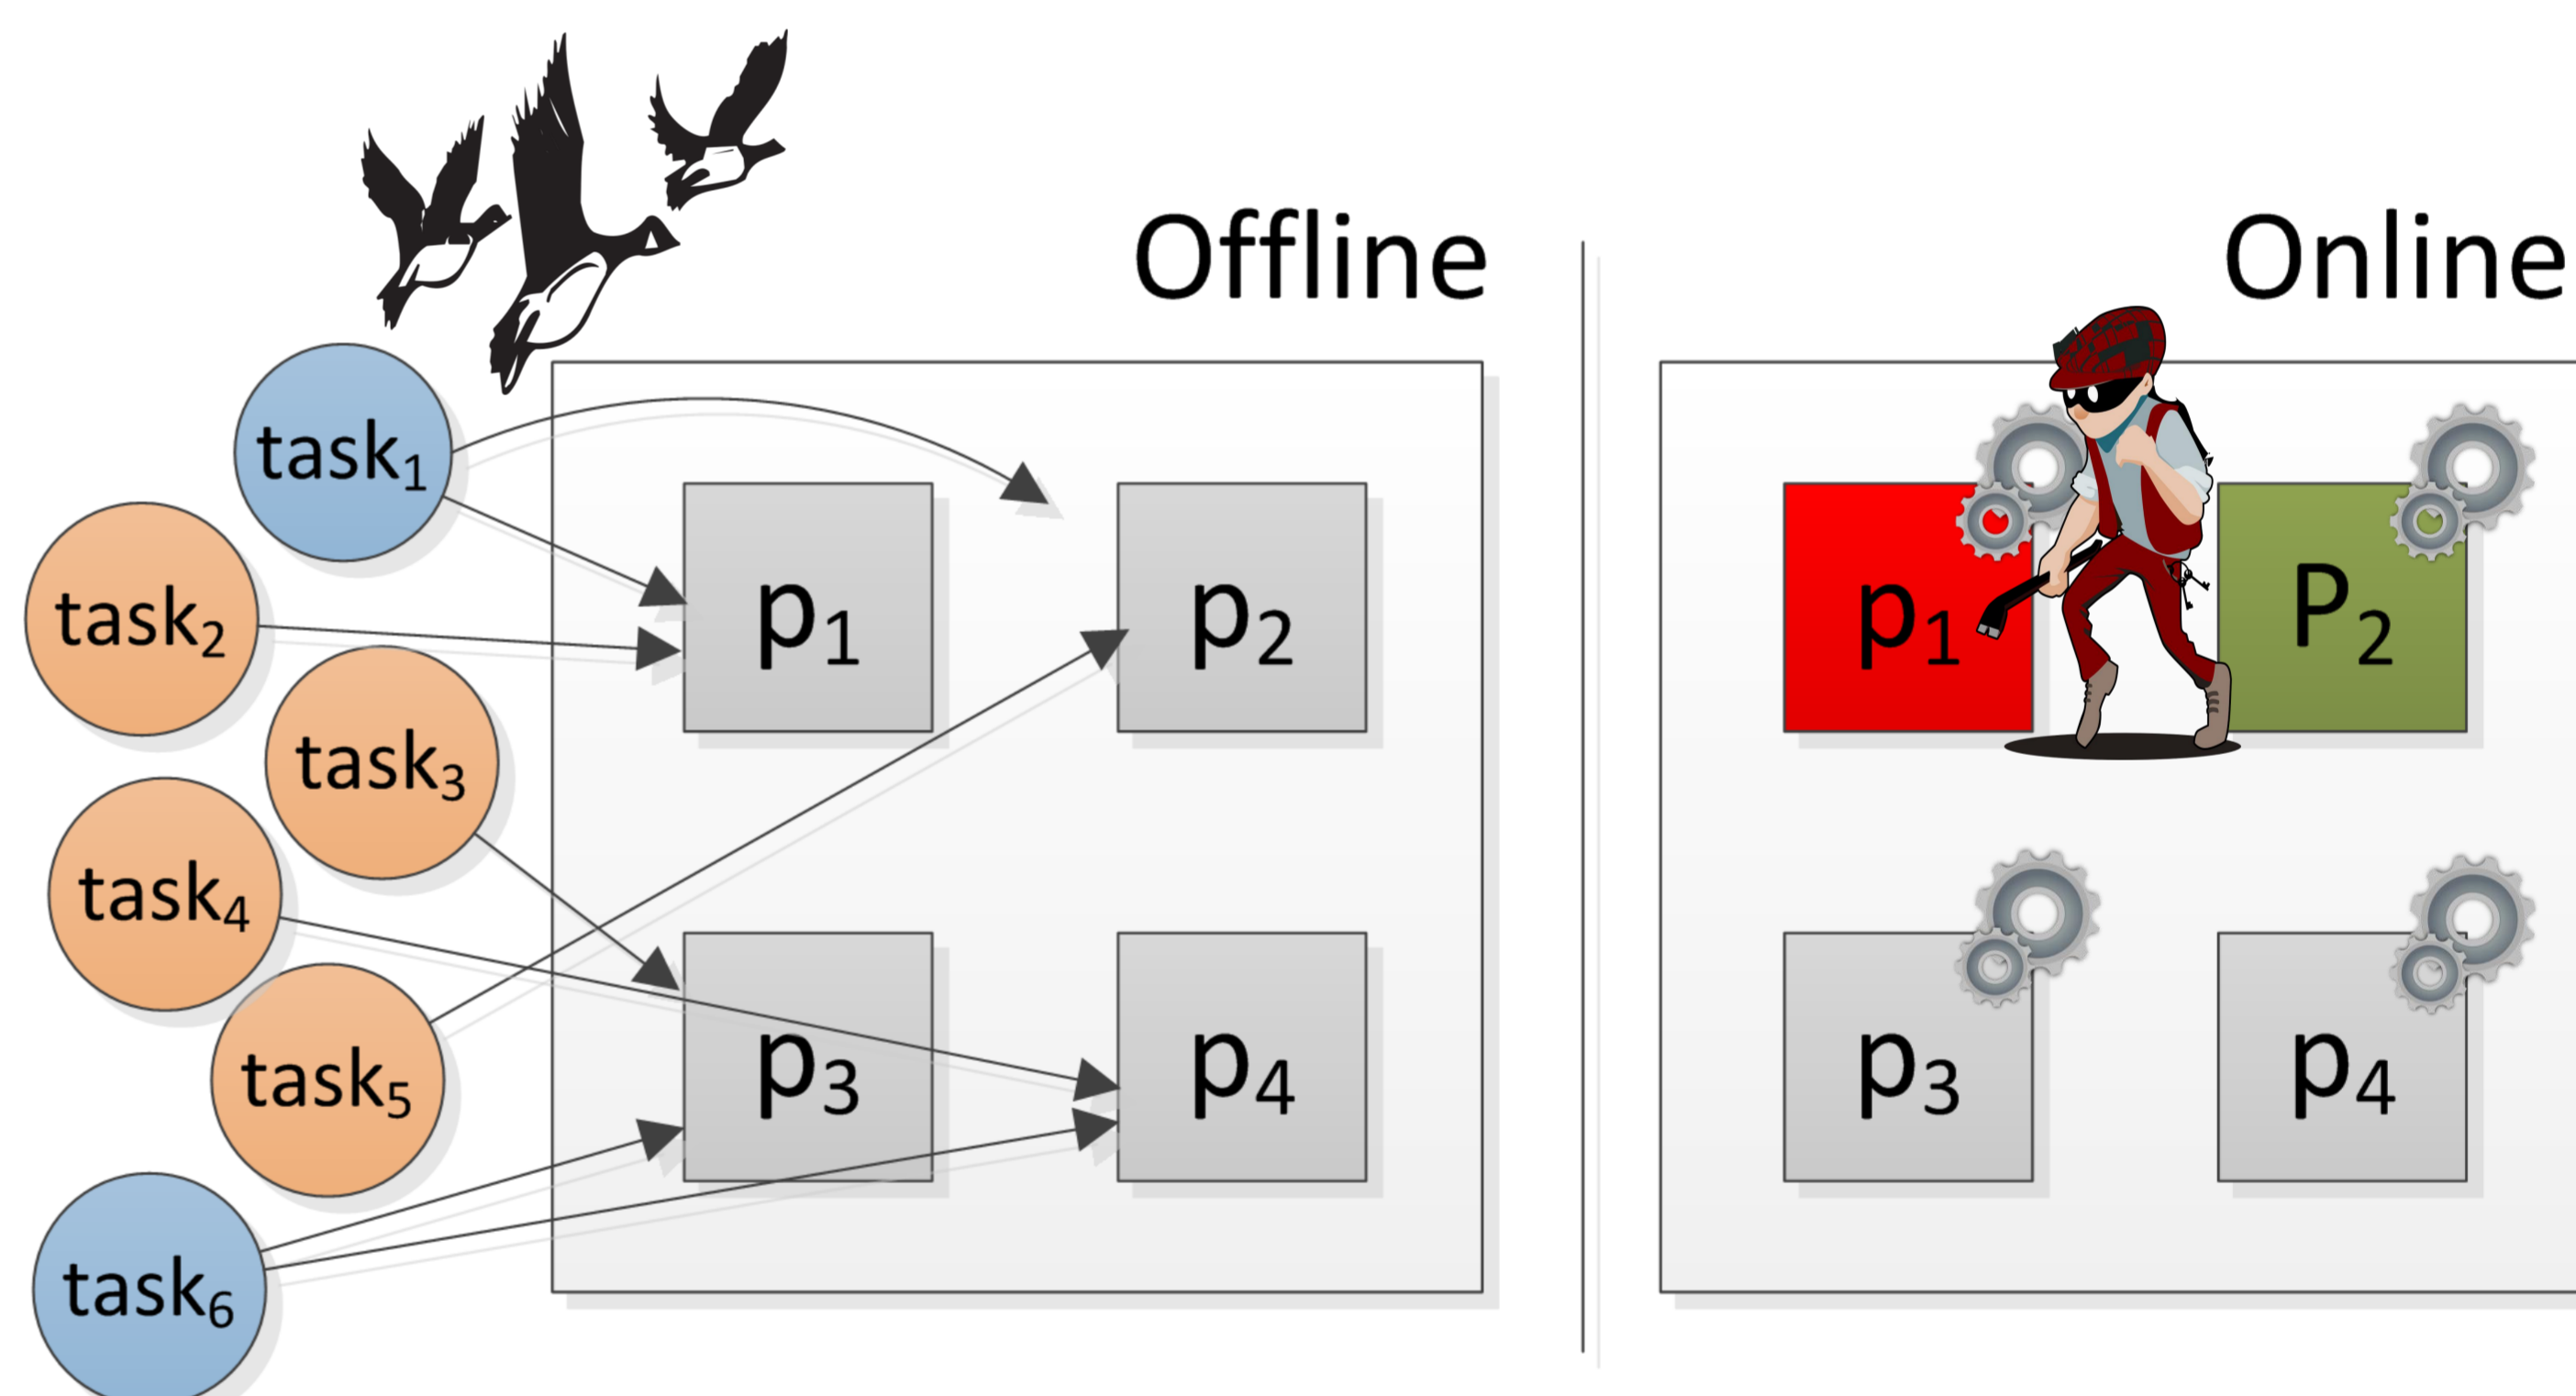 Offline
Online
task₁
task₂
task₃
task₄
task₅
task₆
p₁
p₂
p₃
p₄
p₁
P₂
p₃
p₄